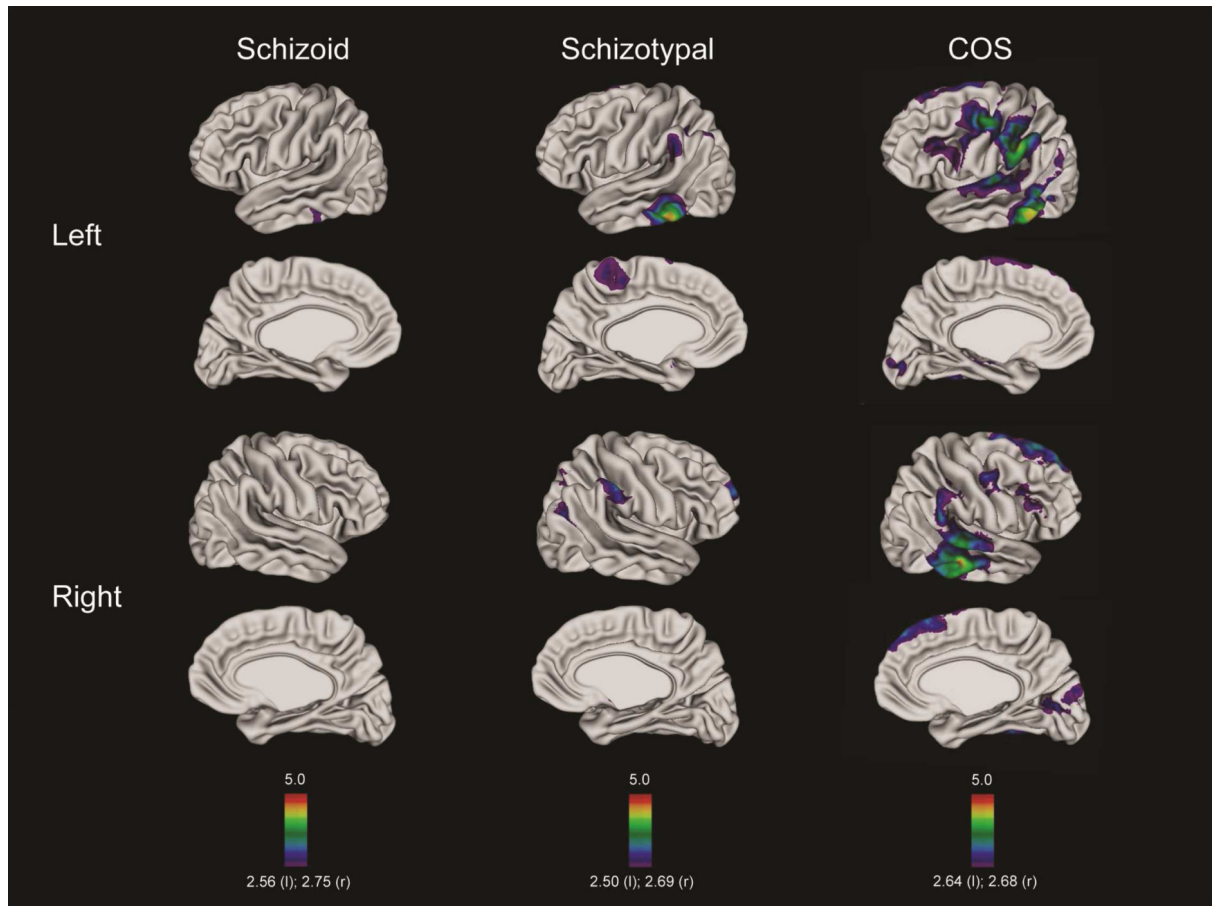 Schizoid Schizotypal COS
Left
Right
5.0 5.0 5.0
2.56 (l); 2.75 (r) 2.50 (l); 2.69 (r) 2.64 (l); 2.68 (r)